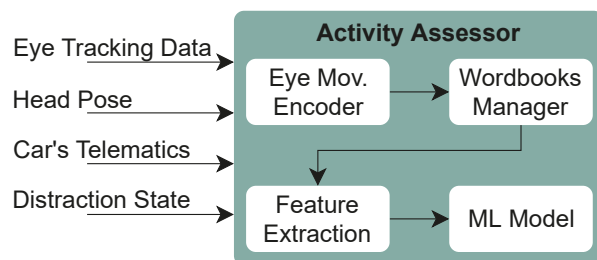 Eye Tracking Data
Head Pose
Car's Telematics
Distraction State
Activity Assessor
Eye Mov.
Encoder
Wordbooks
Manager
Feature
Extraction
ML Model